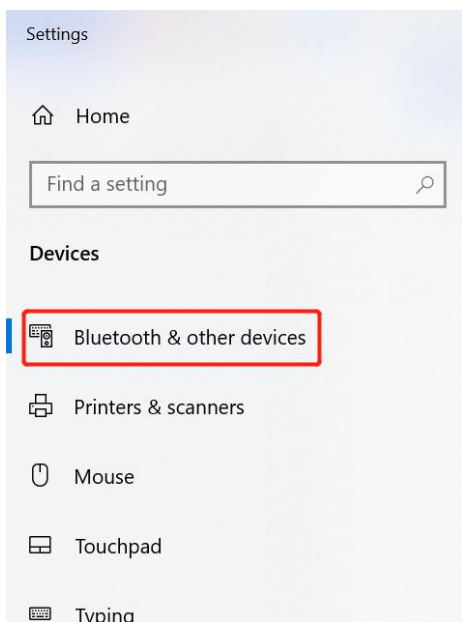 Settings
Home
Find a setting
Devices
Bluetooth & other devices
Printers & scanners
Mouse
Touchpad
Typing